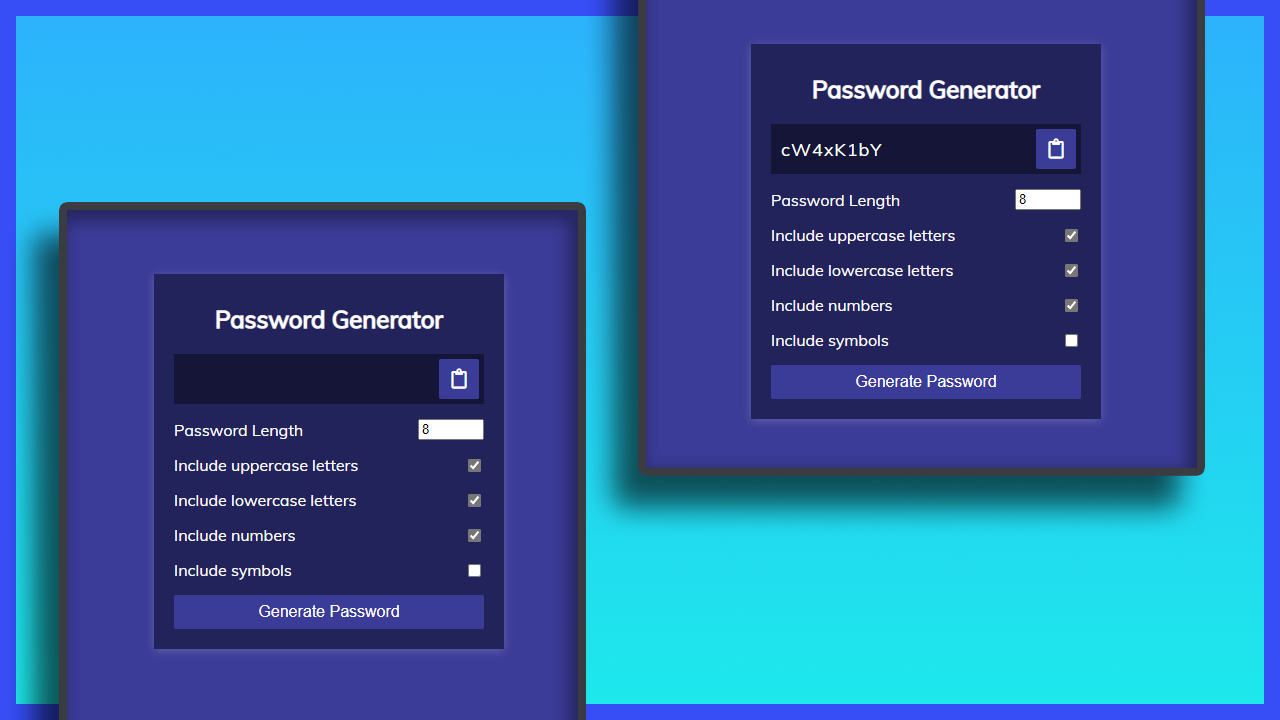 Password Generator
cW4xK1bY
Password Length 8
Include uppercase letters
Include lowercase letters
Include numbers
Include symbols
Generate Password
Password Generator
Password Length 8
Include uppercase letters
Include lowercase letters
Include numbers
Include symbols
Generate Password